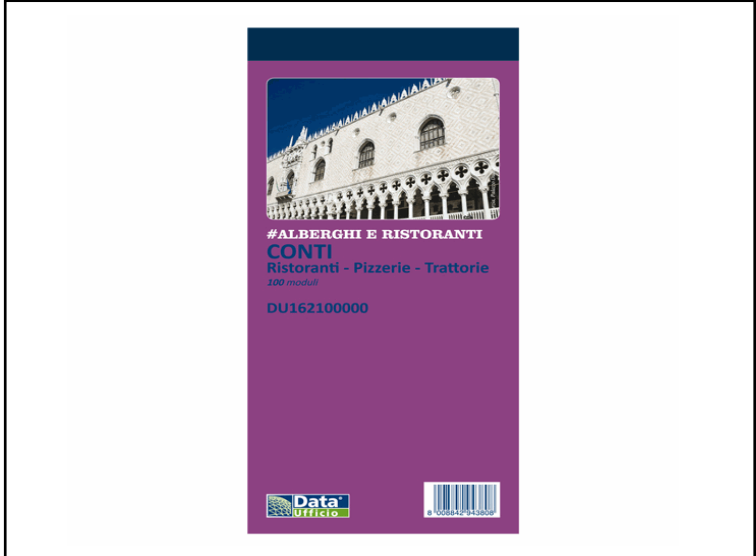 #ALBERGHI E RISTORANTI
CONTI
Ristoranti - Pizzerie - Trattorie
100 moduli
DU162100000
Data®
Ufficio
8 008842 943808